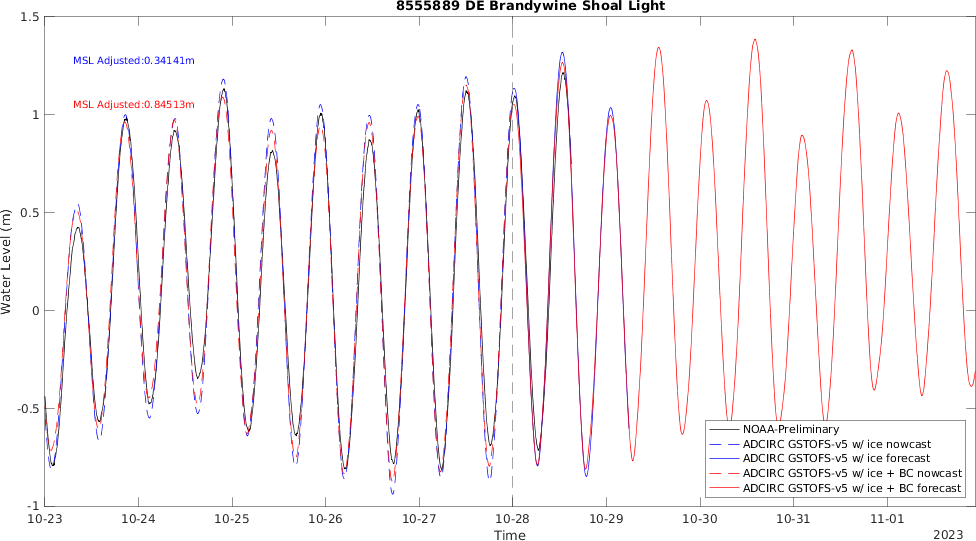 8555889 DE Brandywine Shoal Light
1.5
MSL Adjusted:0.34141m
MSL Adjusted:0.84513m
1
0.5
Water Level (m)
0
-0.5
NOAA-Preliminary
ADCIRC GSTOFS-v5 w/ ice nowcast
ADCIRC GSTOFS-v5 w/ ice forecast
ADCIRC GSTOFS-v5 w/ ice + BC nowcast
ADCIRC GSTOFS-v5 w/ ice + BC forecast
-1
10-23 10-24 10-25 10-26 10-27 10-28 10-29 10-30 10-31 11-01
Time
2023